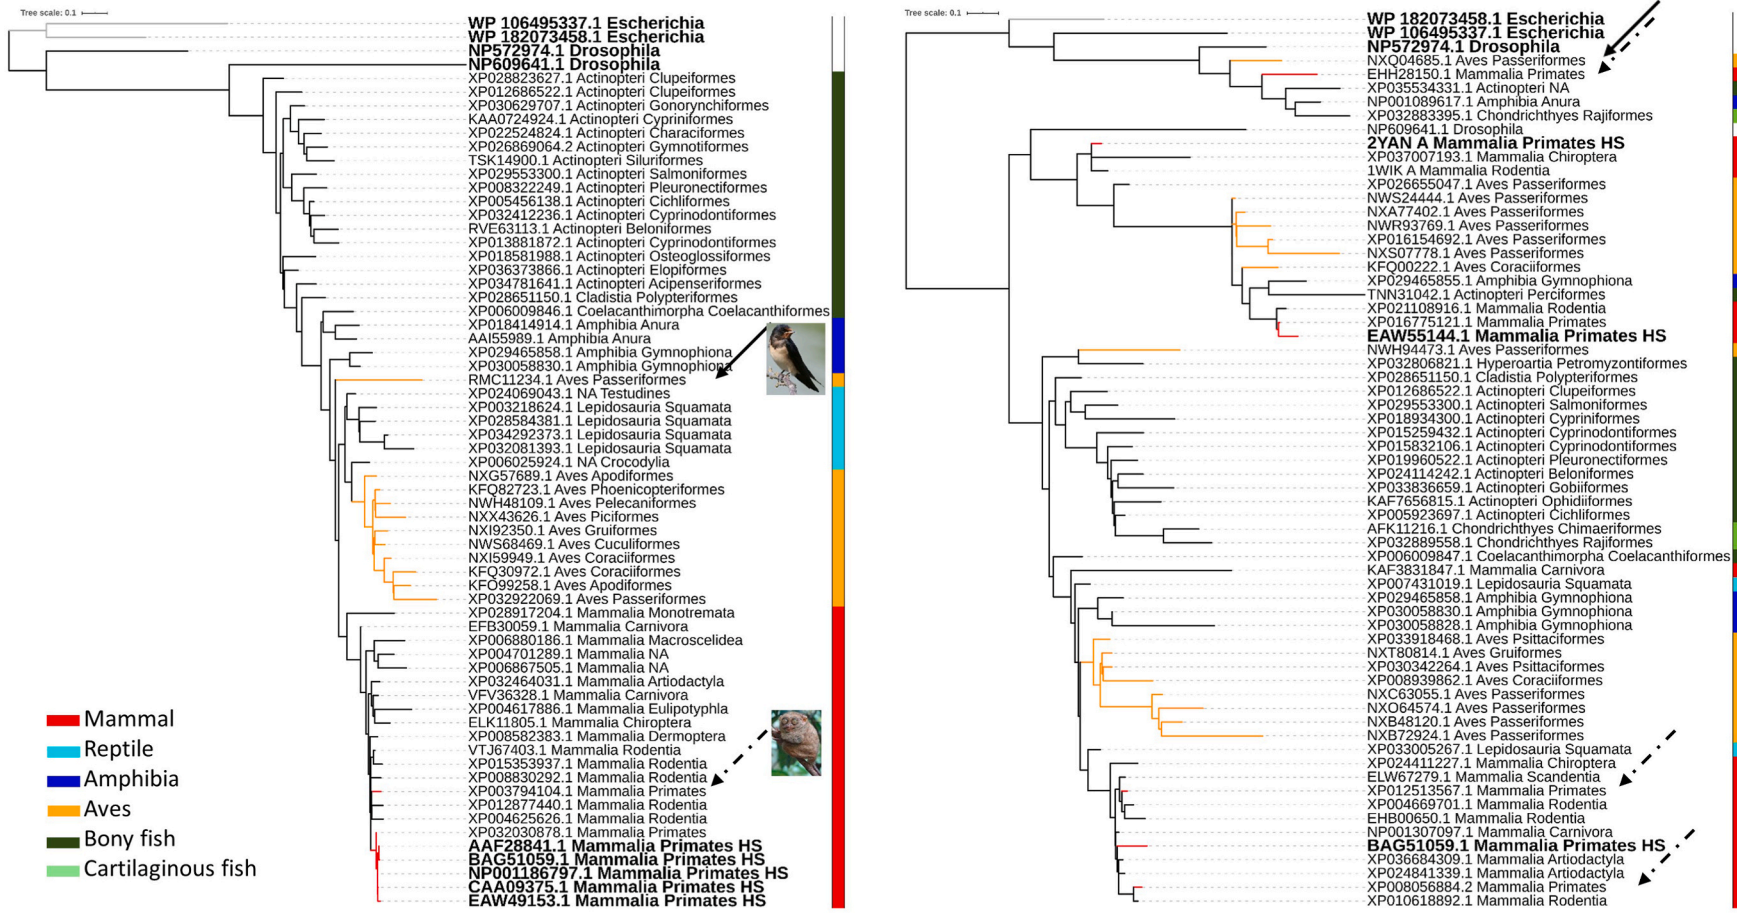 Tree scale: 0.1
WP 106495337.1 Escherichia
WP 182073458.1 Escherichia
NP572974.1 Drosophila
NP609641.1 Drosophila
XP028823627.1 Actinopteri Clupeiformes
XP012686522.1 Actinopteri Clupeiformes
XP030629707.1 Actinopteri Gonorynchiformes
KAA0724924.1 Actinopteri Cypriniformes
XP022524824.1 Actinopteri Characiformes
XP026869064.2 Actinopteri Gymnotiformes
TSK14900.1 Actinopteri Siluriformes
XP029553300.1 Actinopteri Salmoniformes
XP008322249.1 Actinopteri Pleuronectiformes
XP005456138.1 Actinopteri Cichliformes
XP032412236.1 Actinopteri Cyprinodontiformes
RVE63113.1 Actinopteri Beloniformes
XP013881872.1 Actinopteri Cyprinodontiformes
XP018581988.1 Actinopteri Osteoglossiformes
XP036373866.1 Actinopteri Elopiformes
XP034781641.1 Actinopteri Acipenseriformes
XP028651150.1 Cladistia Polypteriformes
XP006009846.1 Coelacanthimorpha Coelacanthiformes
XP018414914.1 Amphibia Anura
AAI55989.1 Amphibia Anura
XP029465858.1 Amphibia Gymnophiona
XP030058830.1 Amphibia Gymnophiona
RMC11234.1 Aves Passeriformes
XP024069043.1 NA Testudines
XP003218624.1 Lepidosauria Squamata
XP028584381.1 Lepidosauria Squamata
XP034292373.1 Lepidosauria Squamata
XP032081393.1 Lepidosauria Squamata
XP006025924.1 NA Crocodylia
NXG57689.1 Aves Apodiformes
KFQ82723.1 Aves Phoenicopteriformes
NWH48109.1 Aves Pelecaniformes
NXX43626.1 Aves Piciformes
NXI92350.1 Aves Gruiformes
NWS68469.1 Aves Cuculiformes
NXI59949.1 Aves Coraciiformes
KFQ30972.1 Aves Coraciiformes
KFO99258.1 Aves Apodiformes
XP032922069.1 Aves Passeriformes
XP028917204.1 Mammalia Monotremata
EFB30059.1 Mammalia Carnivora
XP006880186.1 Mammalia Macroscelidea
XP004701289.1 Mammalia NA
XP006867505.1 Mammalia NA
XP032464031.1 Mammalia Artiodactyla
VFV36328.1 Mammalia Carnivora
XP004617886.1 Mammalia Eulipotyphla
ELK11805.1 Mammalia Chiroptera
XP008582383.1 Mammalia Dermoptera
VTJ67403.1 Mammalia Rodentia
XP015353937.1 Mammalia Rodentia
XP008830292.1 Mammalia Rodentia
XP003794104.1 Mammalia Primates
XP012877440.1 Mammalia Rodentia
XP004625626.1 Mammalia Rodentia
XP032030878.1 Mammalia Primates
AAF28841.1 Mammalia Primates HS
BAG51059.1 Mammalia Primates HS
NP001186797.1 Mammalia Primates HS
CAA09375.1 Mammalia Primates HS
EAW49153.1 Mammalia Primates HS
Mammal
Reptile
Amphibia
Aves
Bony fish
Cartilaginous fish
Tree scale: 0.1
WP 182073458.1 Escherichia
WP 106495337.1 Escherichia
NP572974.1 Drosophila
NXQ04685.1 Aves Passeriformes
EHH28150.1 Mammalia Primates
XP035534331.1 Actinopteri NA
NP001089617.1 Amphibia Anura
XP032883395.1 Chondrichthyes Rajiformes
NP609641.1 Drosophila
2YAN A Mammalia Primates HS
XP037007193.1 Mammalia Chiroptera
1WIK A Mammalia Rodentia
XP026655047.1 Aves Passeriformes
NWS24444.1 Aves Passeriformes
NXA77402.1 Aves Passeriformes
NWR93769.1 Aves Passeriformes
XP016154692.1 Aves Passeriformes
NXS07778.1 Aves Passeriformes
KFQ00222.1 Aves Coraciiformes
XP029465855.1 Amphibia Gymnophiona
TNN31042.1 Actinopteri Perciformes
XP021108916.1 Mammalia Rodentia
XP016775121.1 Mammalia Primates
EAW55144.1 Mammalia Primates HS
NWH94473.1 Aves Passeriformes
XP032806821.1 Hyperoartia Petromyzontiformes
XP028651150.1 Cladistia Polypteriformes
XP012686522.1 Actinopteri Clupeiformes
XP029553300.1 Actinopteri Salmoniformes
XP018934300.1 Actinopteri Cypriniformes
XP015259432.1 Actinopteri Cyprinodontiformes
XP015832106.1 Actinopteri Cyprinodontiformes
XP019960522.1 Actinopteri Pleuronectiformes
XP024114242.1 Actinopteri Beloniformes
XP033836659.1 Actinopteri Gobiiformes
KAF7656815.1 Actinopteri Ophidiiformes
XP005923697.1 Actinopteri Cichliformes
AFK11216.1 Chondrichthyes Chimaeriformes
XP032889558.1 Chondrichthyes Rajiformes
XP006009847.1 Coelacanthimorpha Coelacanthiformes
KAF3831847.1 Mammalia Carnivora
XP007431019.1 Lepidosauria Squamata
XP029465858.1 Amphibia Gymnophiona
XP030058830.1 Amphibia Gymnophiona
XP030058828.1 Amphibia Gymnophiona
XP033918468.1 Aves Psittaciformes
NXT80814.1 Aves Gruiformes
XP030342264.1 Aves Psittaciformes
XP008939862.1 Aves Coraciiformes
NXC63055.1 Aves Passeriformes
NXO64574.1 Aves Passeriformes
NXB48120.1 Aves Passeriformes
NXB72924.1 Aves Passeriformes
XP033005267.1 Lepidosauria Squamata
XP024411227.1 Mammalia Chiroptera
ELW67279.1 Mammalia Scandentia
XP012513567.1 Mammalia Primates
XP004669701.1 Mammalia Rodentia
EHB00650.1 Mammalia Rodentia
NP001307097.1 Mammalia Carnivora
BAG51059.1 Mammalia Primates HS
XP036684309.1 Mammalia Artiodactyla
XP024841339.1 Mammalia Artiodactyla
XP008056884.2 Mammalia Primates
XP010618892.1 Mammalia Rodentia